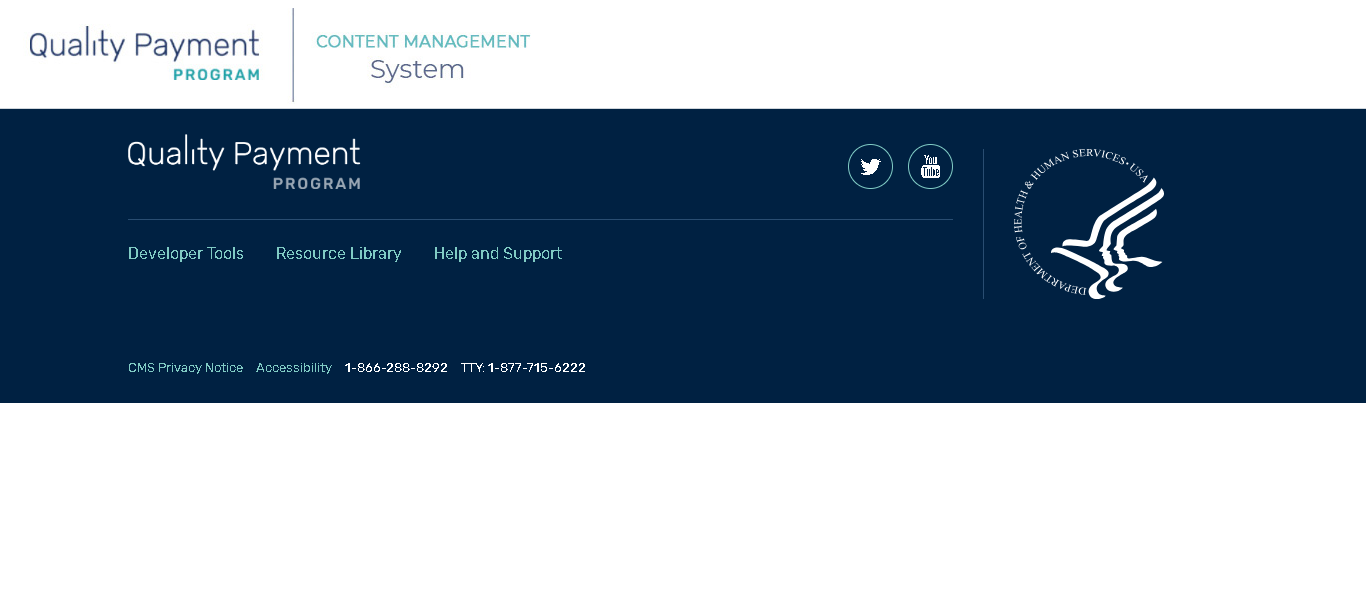 Quality Payment
PROGRAM
CONTENT MANAGEMENT
System
Quality Payment
PROGRAM
You
Tube
DEPARTMENT OF HEALTH & HUMAN SERVICES • USA
Developer Tools Resource Library Help and Support
CMS Privacy Notice Accessibility 1-866-288-8292 TTY: 1-877-715-6222